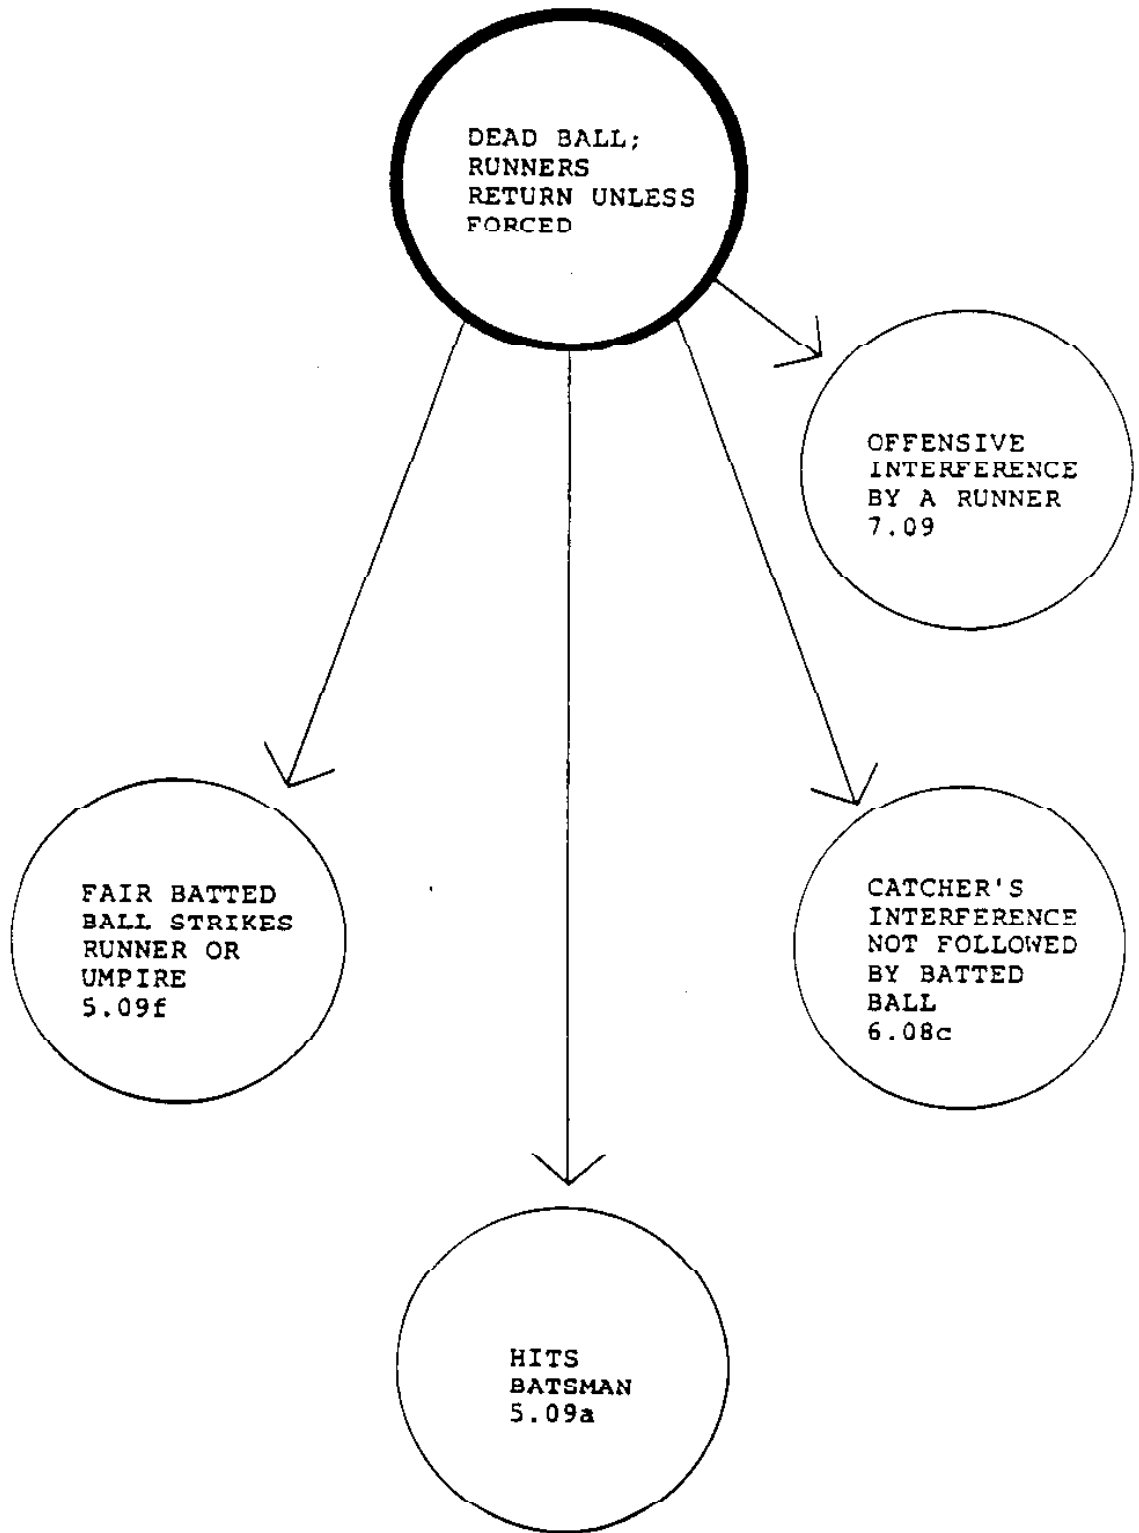 DEAD BALL;
RUNNERS
RETURN UNLESS
FORCED
OFFENSIVE
INTERFERENCE
BY A RUNNER
7.09
FAIR BATTED
BALL STRIKES
RUNNER OR
UMPIRE
5.09f
CATCHER'S
INTERFERENCE
NOT FOLLOWED
BY BATTED
BALL
6.08c
HITS
BATSMAN
5.09a